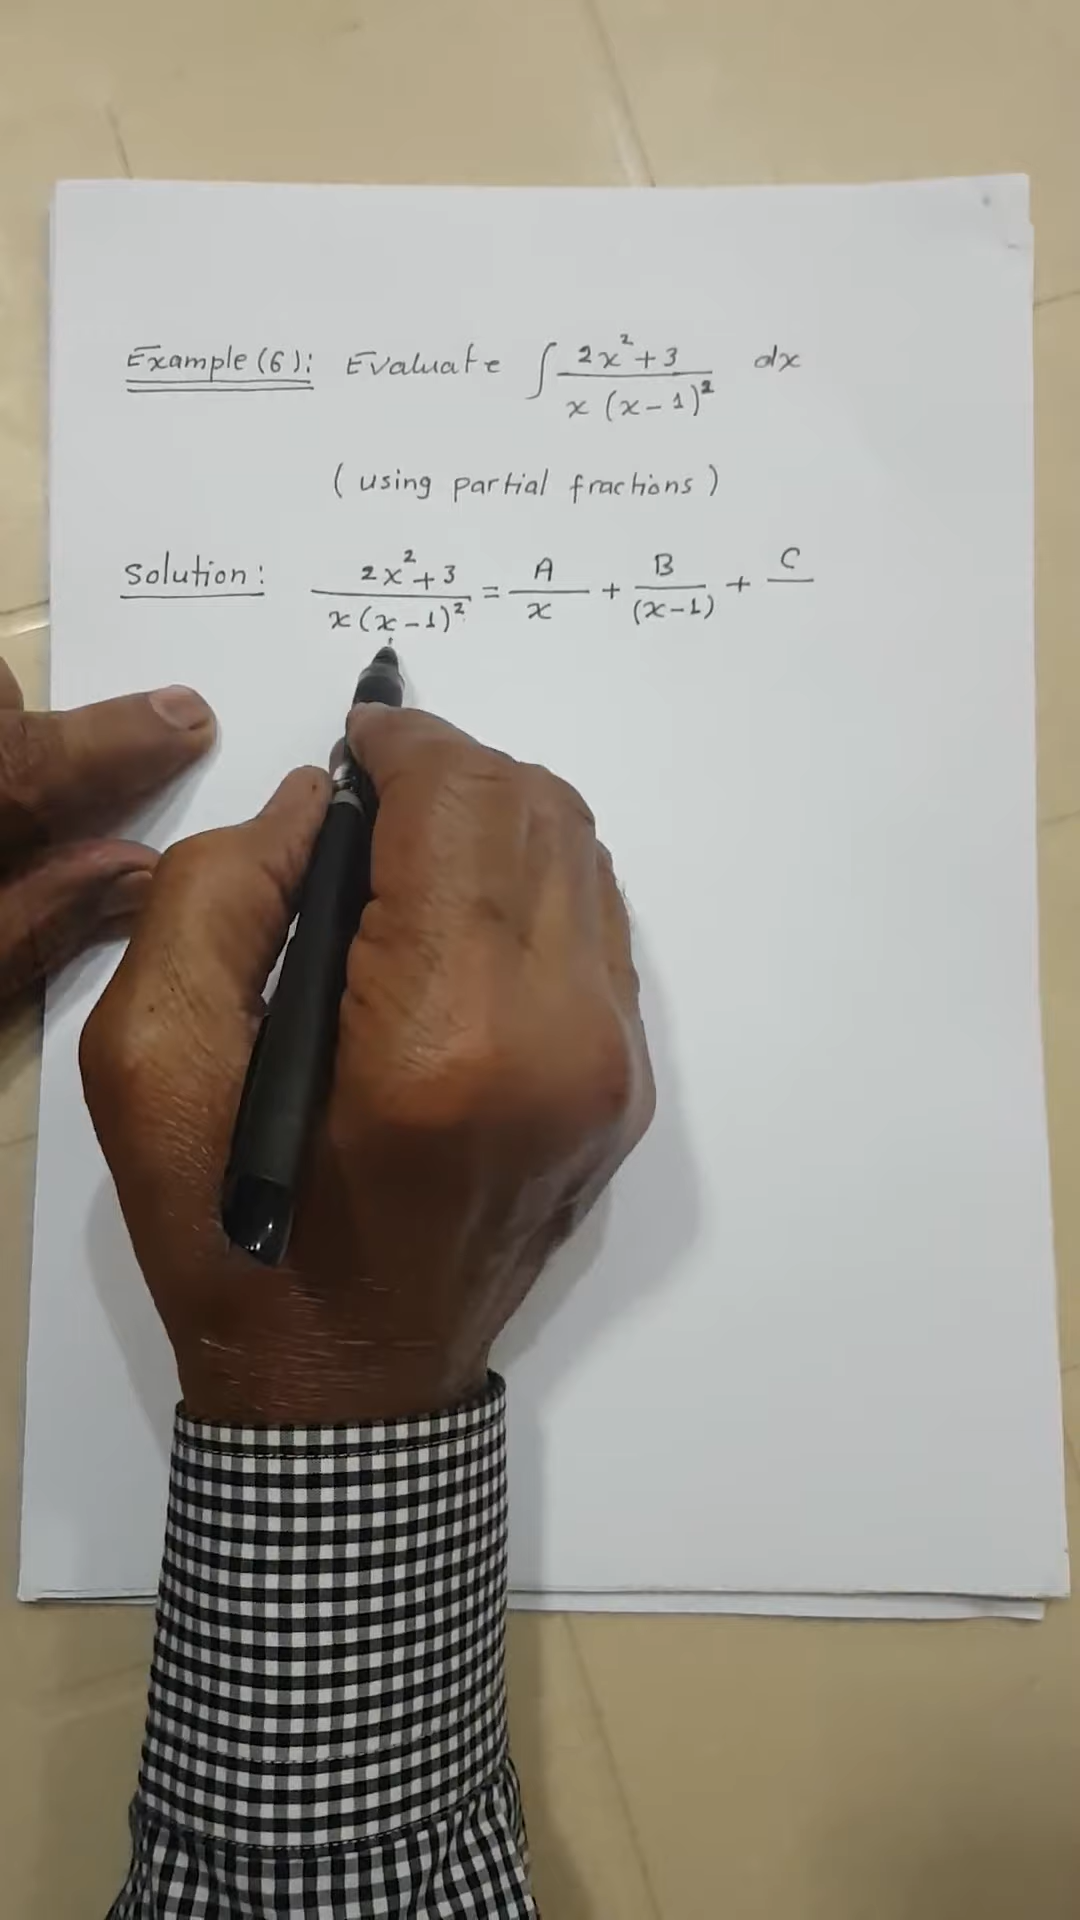 Example (6): Evaluate ∫ (2x² + 3) / (x (x - 1)²) dx
( using partial fractions )
Solution: (2x² + 3) / (x (x - 1)²) = A / x + B / (x - 1) + C /